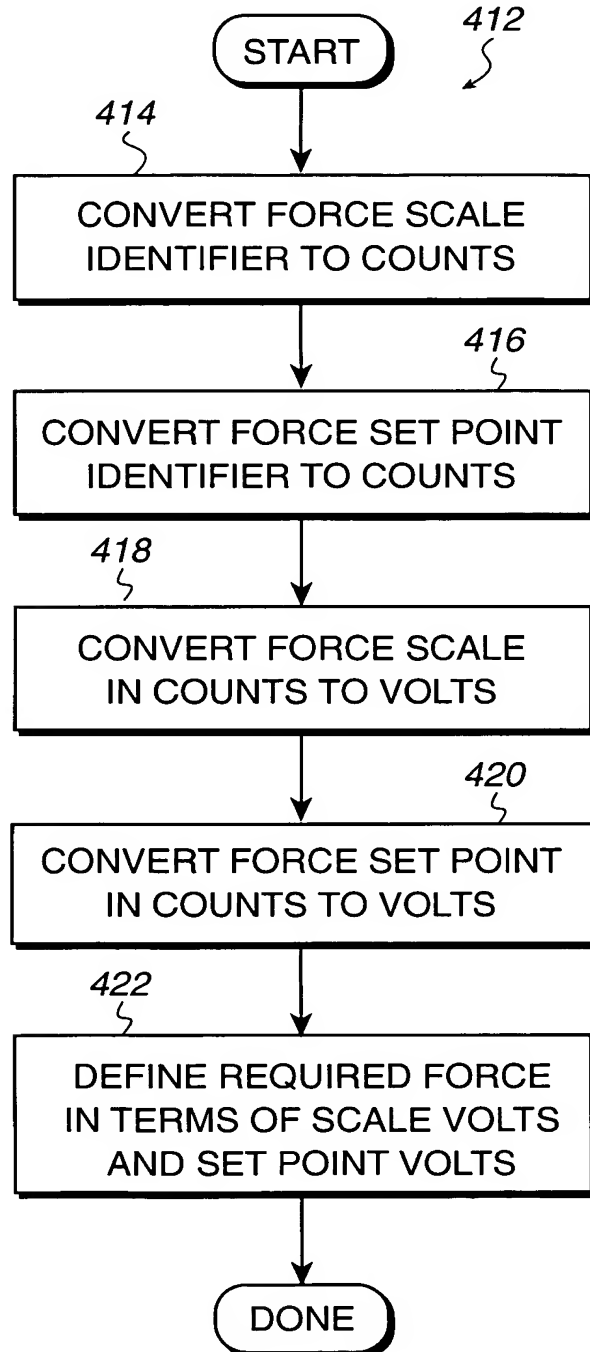 START
412
414
CONVERT FORCE SCALE
IDENTIFIER TO COUNTS
416
CONVERT FORCE SET POINT
IDENTIFIER TO COUNTS
418
CONVERT FORCE SCALE
IN COUNTS TO VOLTS
420
CONVERT FORCE SET POINT
IN COUNTS TO VOLTS
422
DEFINE REQUIRED FORCE
IN TERMS OF SCALE VOLTS
AND SET POINT VOLTS
DONE